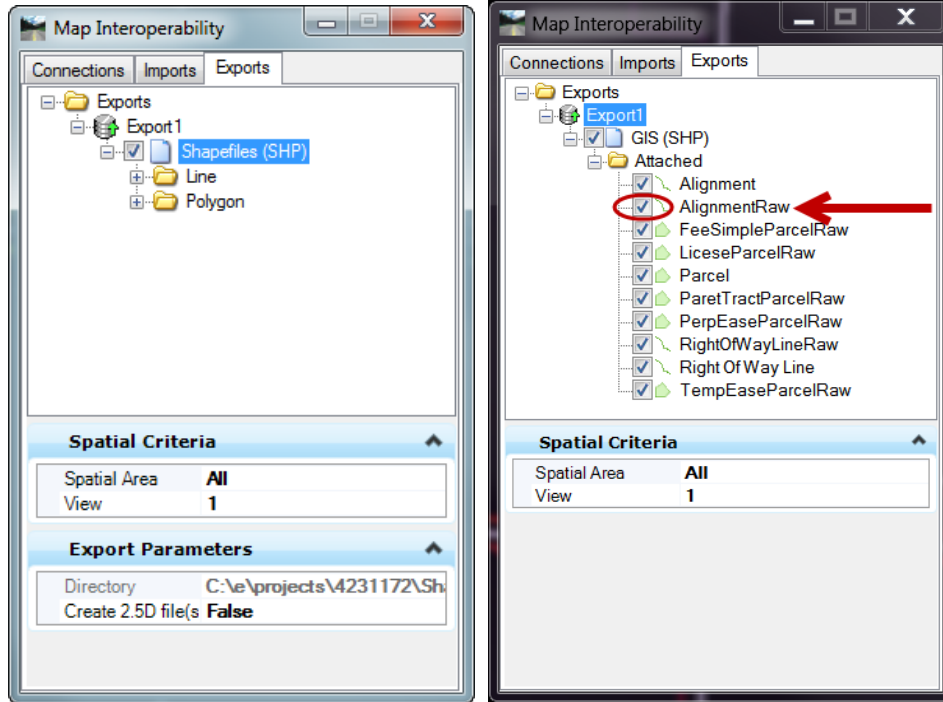 Map Interoperability
Connections Imports Exports
Exports
Export1
Shapefiles (SHP)
Line
Polygon
Spatial Criteria
Spatial Area All
View 1
Export Parameters
Directory C:\e\projects\4231172\Sh
Create 2.5D file(s False
Map Interoperability
Connections Imports Exports
Exports
Export1
GIS (SHP)
Attached
Alignment
AlignmentRaw
FeeSimpleParcelRaw
LiceseParcelRaw
Parcel
ParetTractParcelRaw
PerpEaseParcelRaw
RightOfWayLineRaw
Right Of Way Line
TempEaseParcelRaw
Spatial Criteria
Spatial Area All
View 1